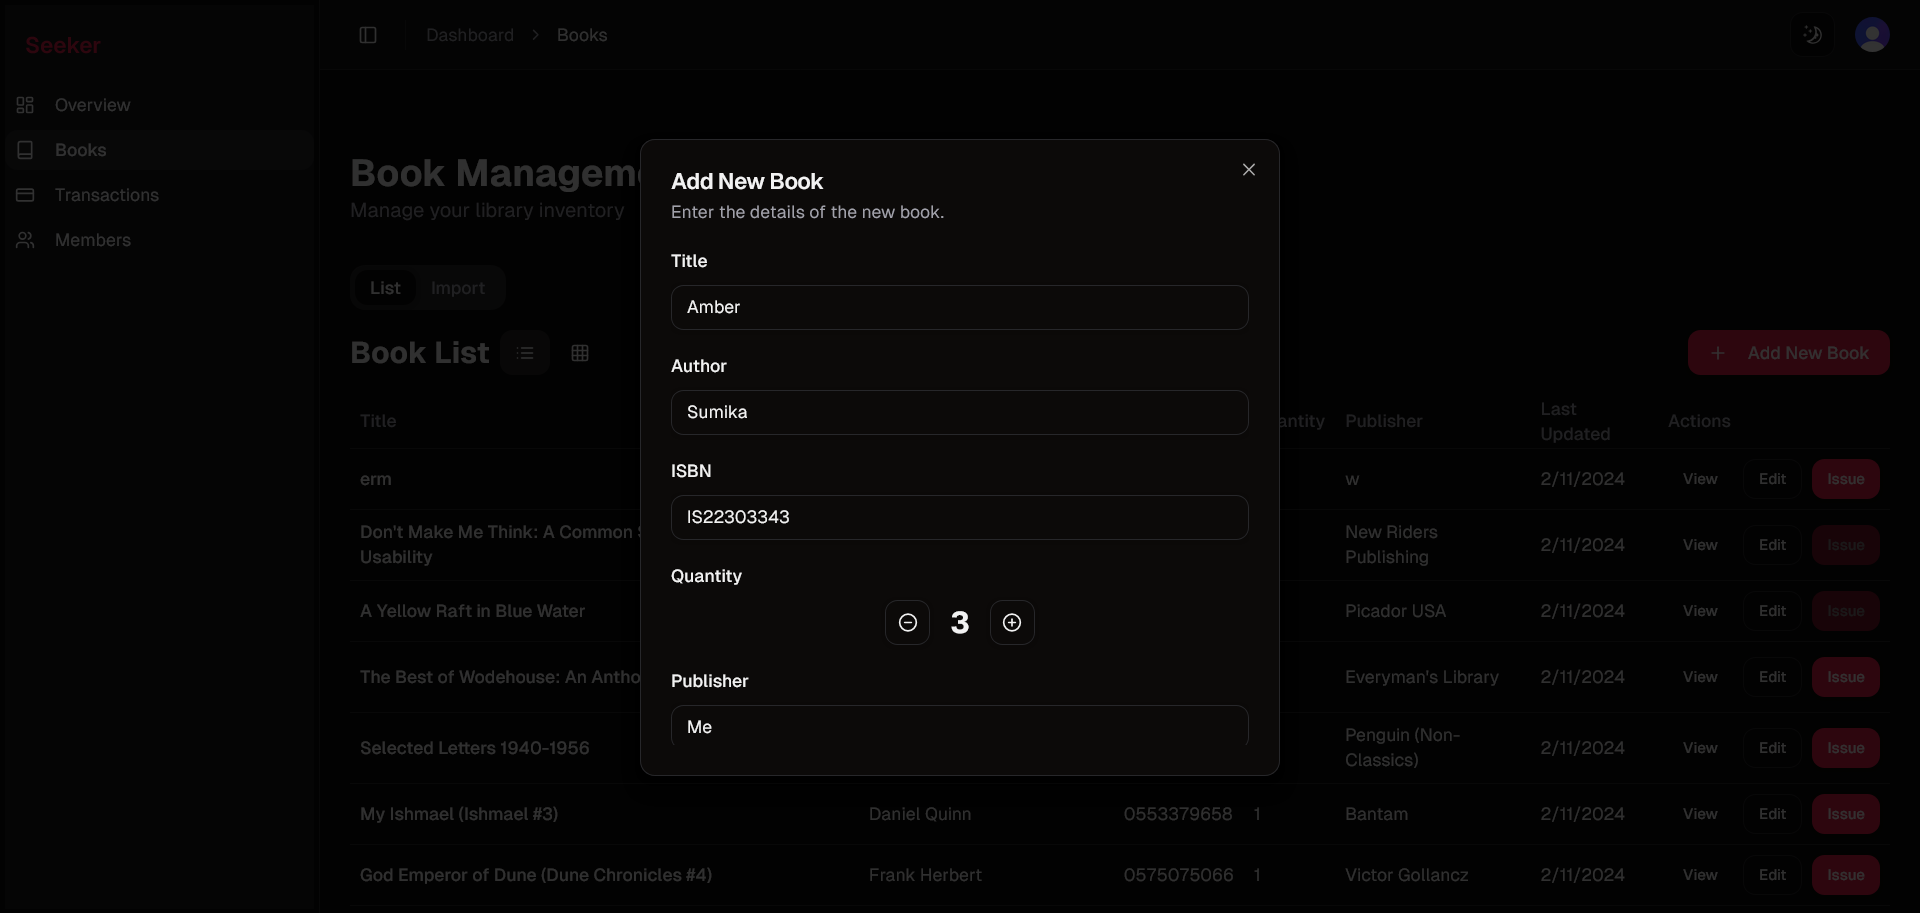 Seeker
Dashboard > Books
Overview
Books
Transactions
Members
Book Managem
Manage your library inventory
List
Import
Book List
Add New Book
Add New Book
Enter the details of the new book.
Title
Amber
Author
Sumika
ISBN
IS22303343
Quantity
3
Publisher
Me
Title
antity
Publisher
Last
Updated
Actions
erm
w
2/11/2024
View
Edit
Issue
Don't Make Me Think: A Common
Usability
New Riders
Publishing
2/11/2024
View
Edit
Issue
A Yellow Raft in Blue Water
Picador USA
2/11/2024
View
Edit
Issue
The Best of Wodehouse: An Antho
Everyman's Library
2/11/2024
View
Edit
Issue
Selected Letters 1940-1956
Penguin (Non-
Classics)
2/11/2024
View
Edit
Issue
My Ishmael (Ishmael #3)
Daniel Quinn
0553379658
1
Bantam
2/11/2024
View
Edit
Issue
God Emperor of Dune (Dune Chronicles #4)
Frank Herbert
0575075066
1
Victor Gollancz
2/11/2024
View
Edit
Issue